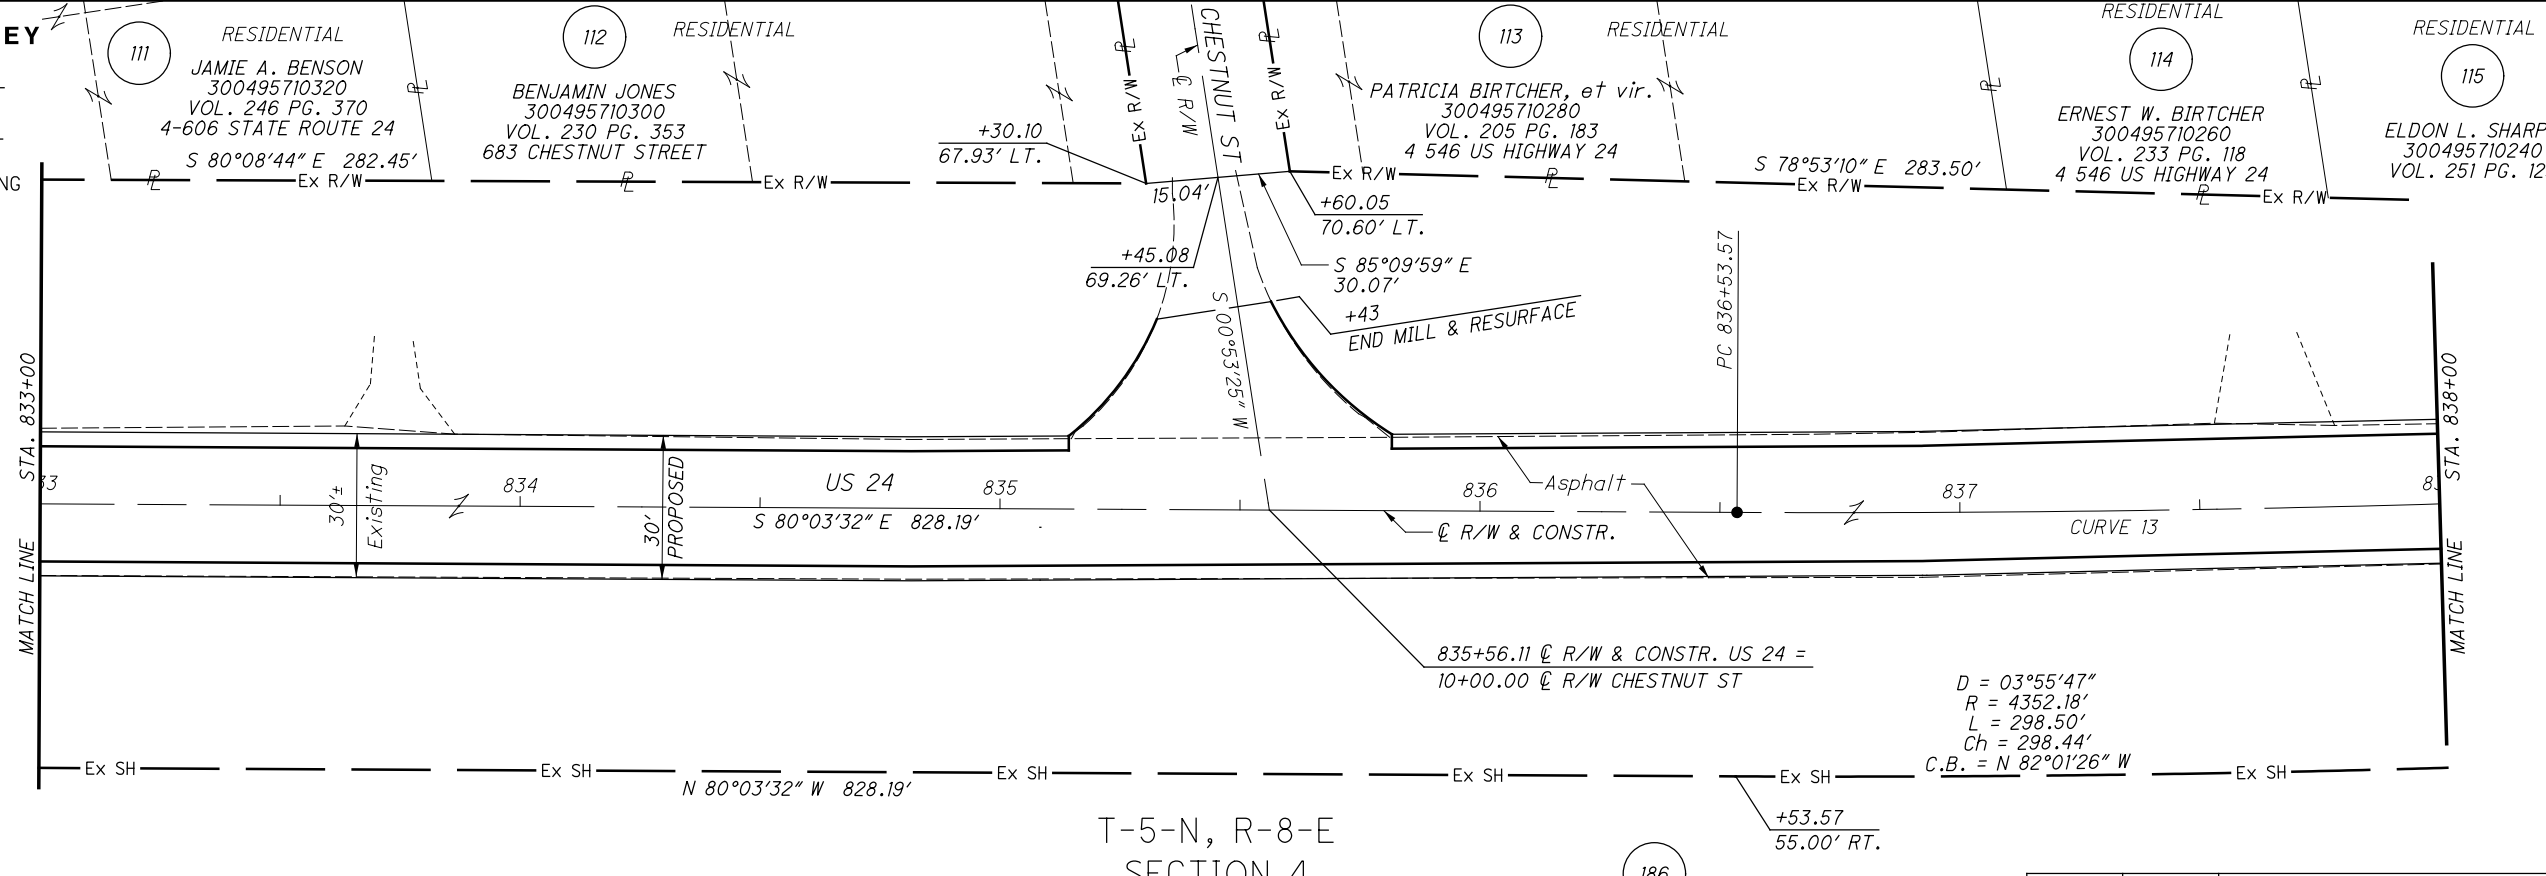 EY
111
RESIDENTIAL
JAMIE A. BENSON
300495710320
VOL. 246 PG. 370
4-606 STATE ROUTE 24
S 80°08'44" E 282.45'
112
RESIDENTIAL
BENJAMIN JONES
300495710300
VOL. 230 PG. 353
683 CHESTNUT STREET
113
RESIDENTIAL
PATRICIA BIRTCHER, et vir.
300495710280
VOL. 205 PG. 183
4 546 US HIGHWAY 24
RESIDENTIAL
114
ERNEST W. BIRTCHER
300495710260
VOL. 233 PG. 118
4 546 US HIGHWAY 24
RESIDENTIAL
115
ELDON L. SHARP
300495710240
VOL. 251 PG. 12
NG
℄ R/W
CHESTNUT ST
Ex R/W
Ex R/W
℄
℄
℄
℄
℄
Ex R/W
℄
℄
Ex R/W
Ex R/W
℄
S 78°53'10" E 283.50'
Ex R/W
℄
Ex R/W
+30.10
67.93' LT.
15.04'
+60.05
70.60' LT.
+45.08
69.26' LT.
S 85°09'59" E
30.07'
+43
END MILL & RESURFACE
S 00°53'25" W
PC 836+53.57
MATCH LINE STA. 833+00
MATCH LINE STA. 838+00
33
834
835
836
837
83
30'±
Existing
30'
PROPOSED
US 24
S 80°03'32" E 828.19'
Asphalt
℄ R/W & CONSTR.
CURVE 13
835+56.11 ℄ R/W & CONSTR. US 24 =
10+00.00 ℄ R/W CHESTNUT ST
D = 03°55'47"
R = 4352.18'
L = 298.50'
Ch = 298.44'
C.B. = N 82°01'26" W
Ex SH
Ex SH
Ex SH
Ex SH
Ex SH
Ex SH
N 80°03'32" W 828.19'
+53.57
55.00' RT.
T-5-N, R-8-E
SECTION 4
186